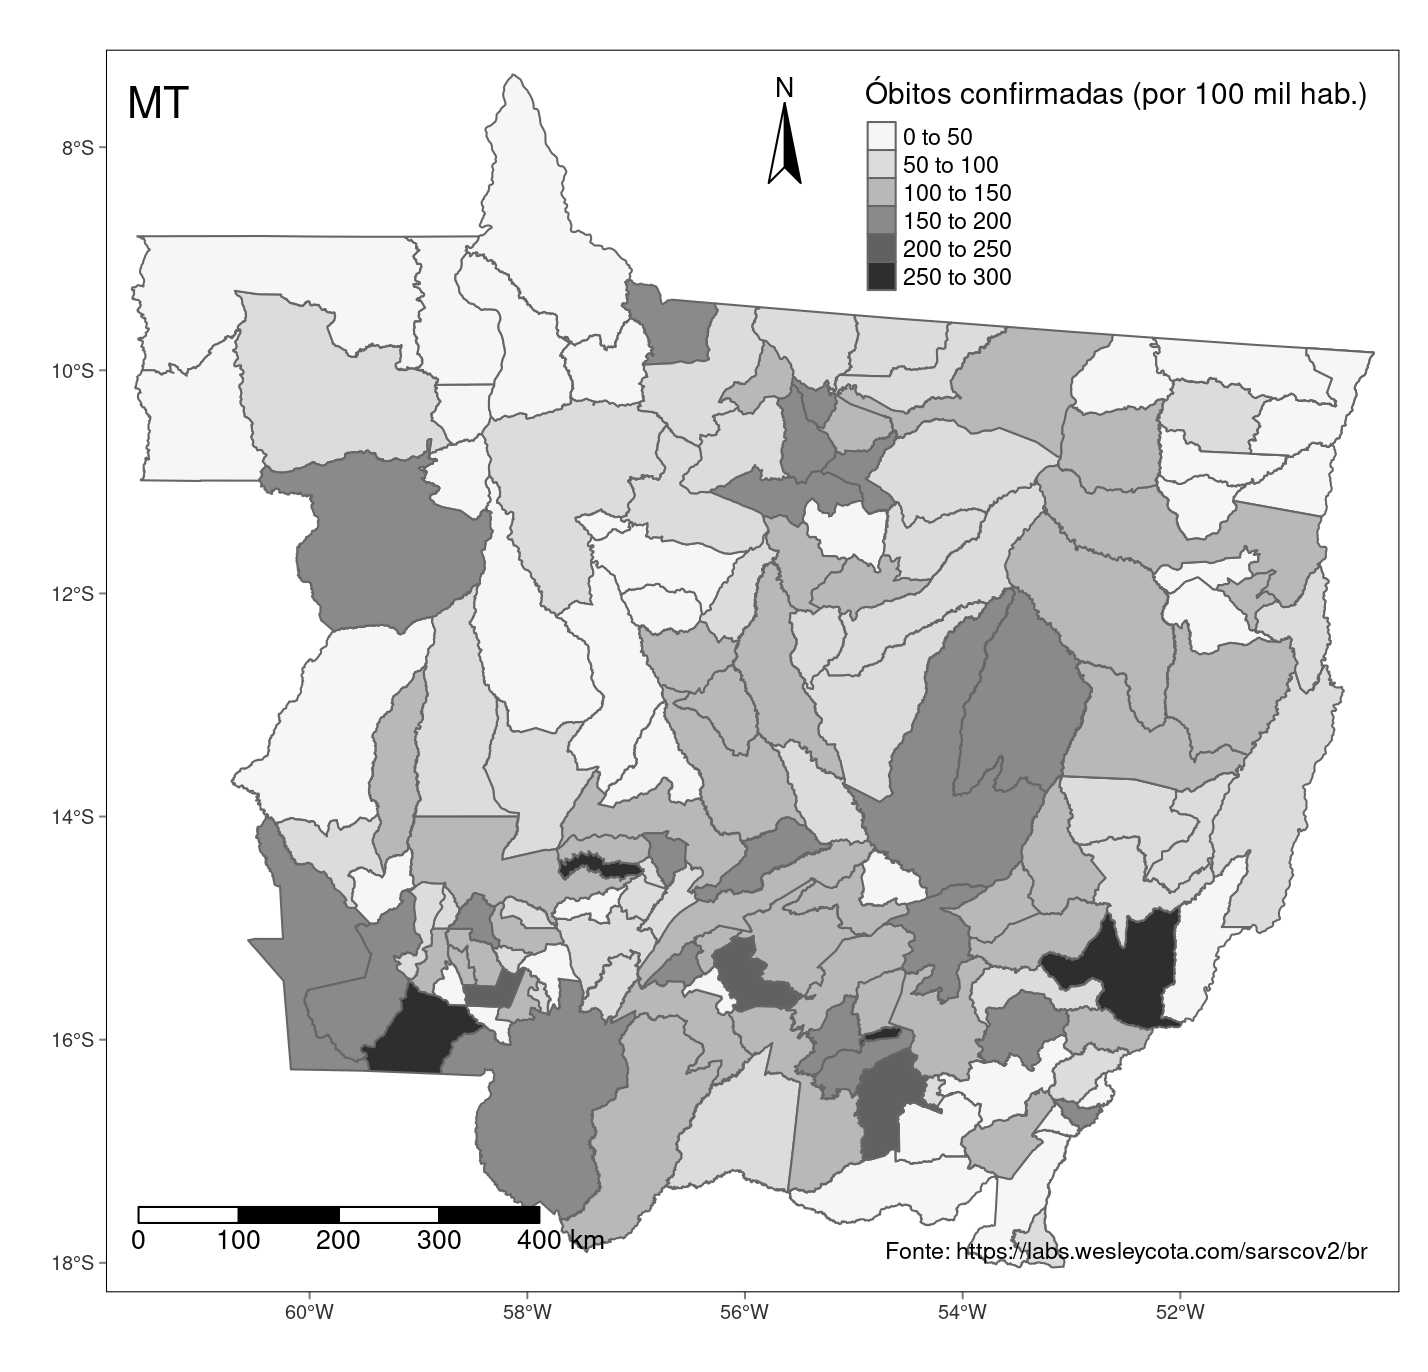 MT
N
Óbitos confirmadas (por 100 mil hab.)
0 to 50
50 to 100
100 to 150
150 to 200
200 to 250
250 to 300
8°S
10°S
12°S
14°S
16°S
18°S
0 100 200 300 400 km
Fonte: https://labs.wesleycota.com/sarscov2/br
60°W 58°W 56°W 54°W 52°W